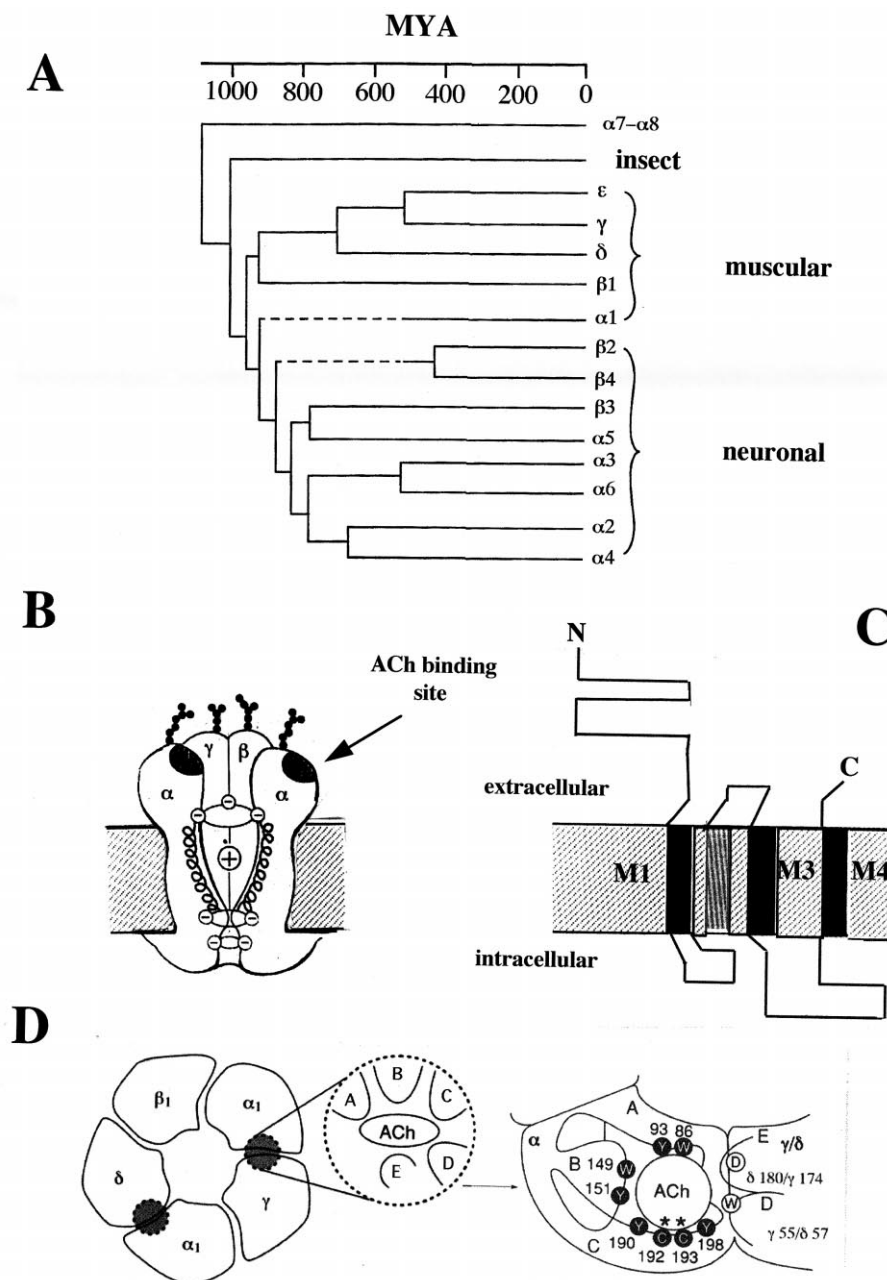 MYA
A
1000 800 600 400 200 0
α7–α8
insect
ε
γ
δ
β1
α1
β2
β4
β3
α5
α3
α6
α2
α4
muscular
neuronal
B
ACh binding
site
γ β
α α
+
C
N
C
extracellular
M1 M3 M4
intracellular
D
β1 α1
δ γ
α1
A B C
ACh
E D
α
A
93 86
Y W
B 149 W
151 Y
ACh
* *
Y C C Y
190 192 193 198
C
E γ/δ
D
δ 180/γ 174
W D
γ 55/δ 57